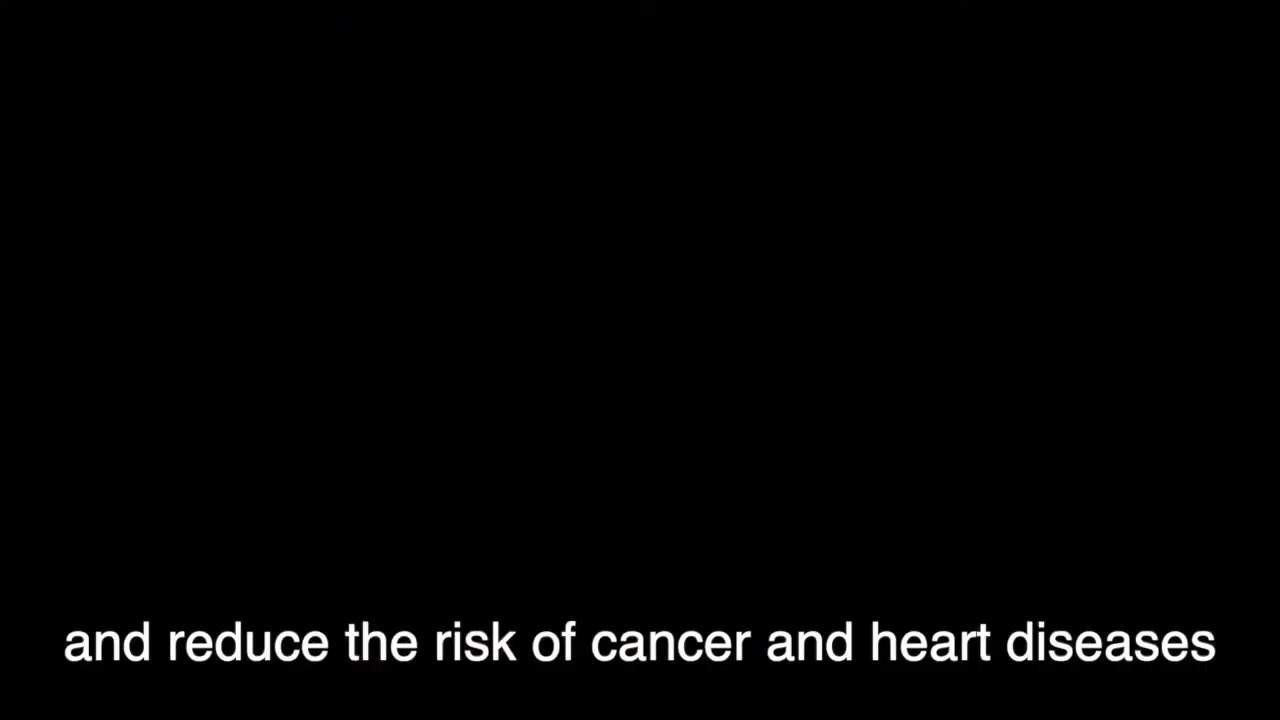 and reduce the risk of cancer and heart diseases